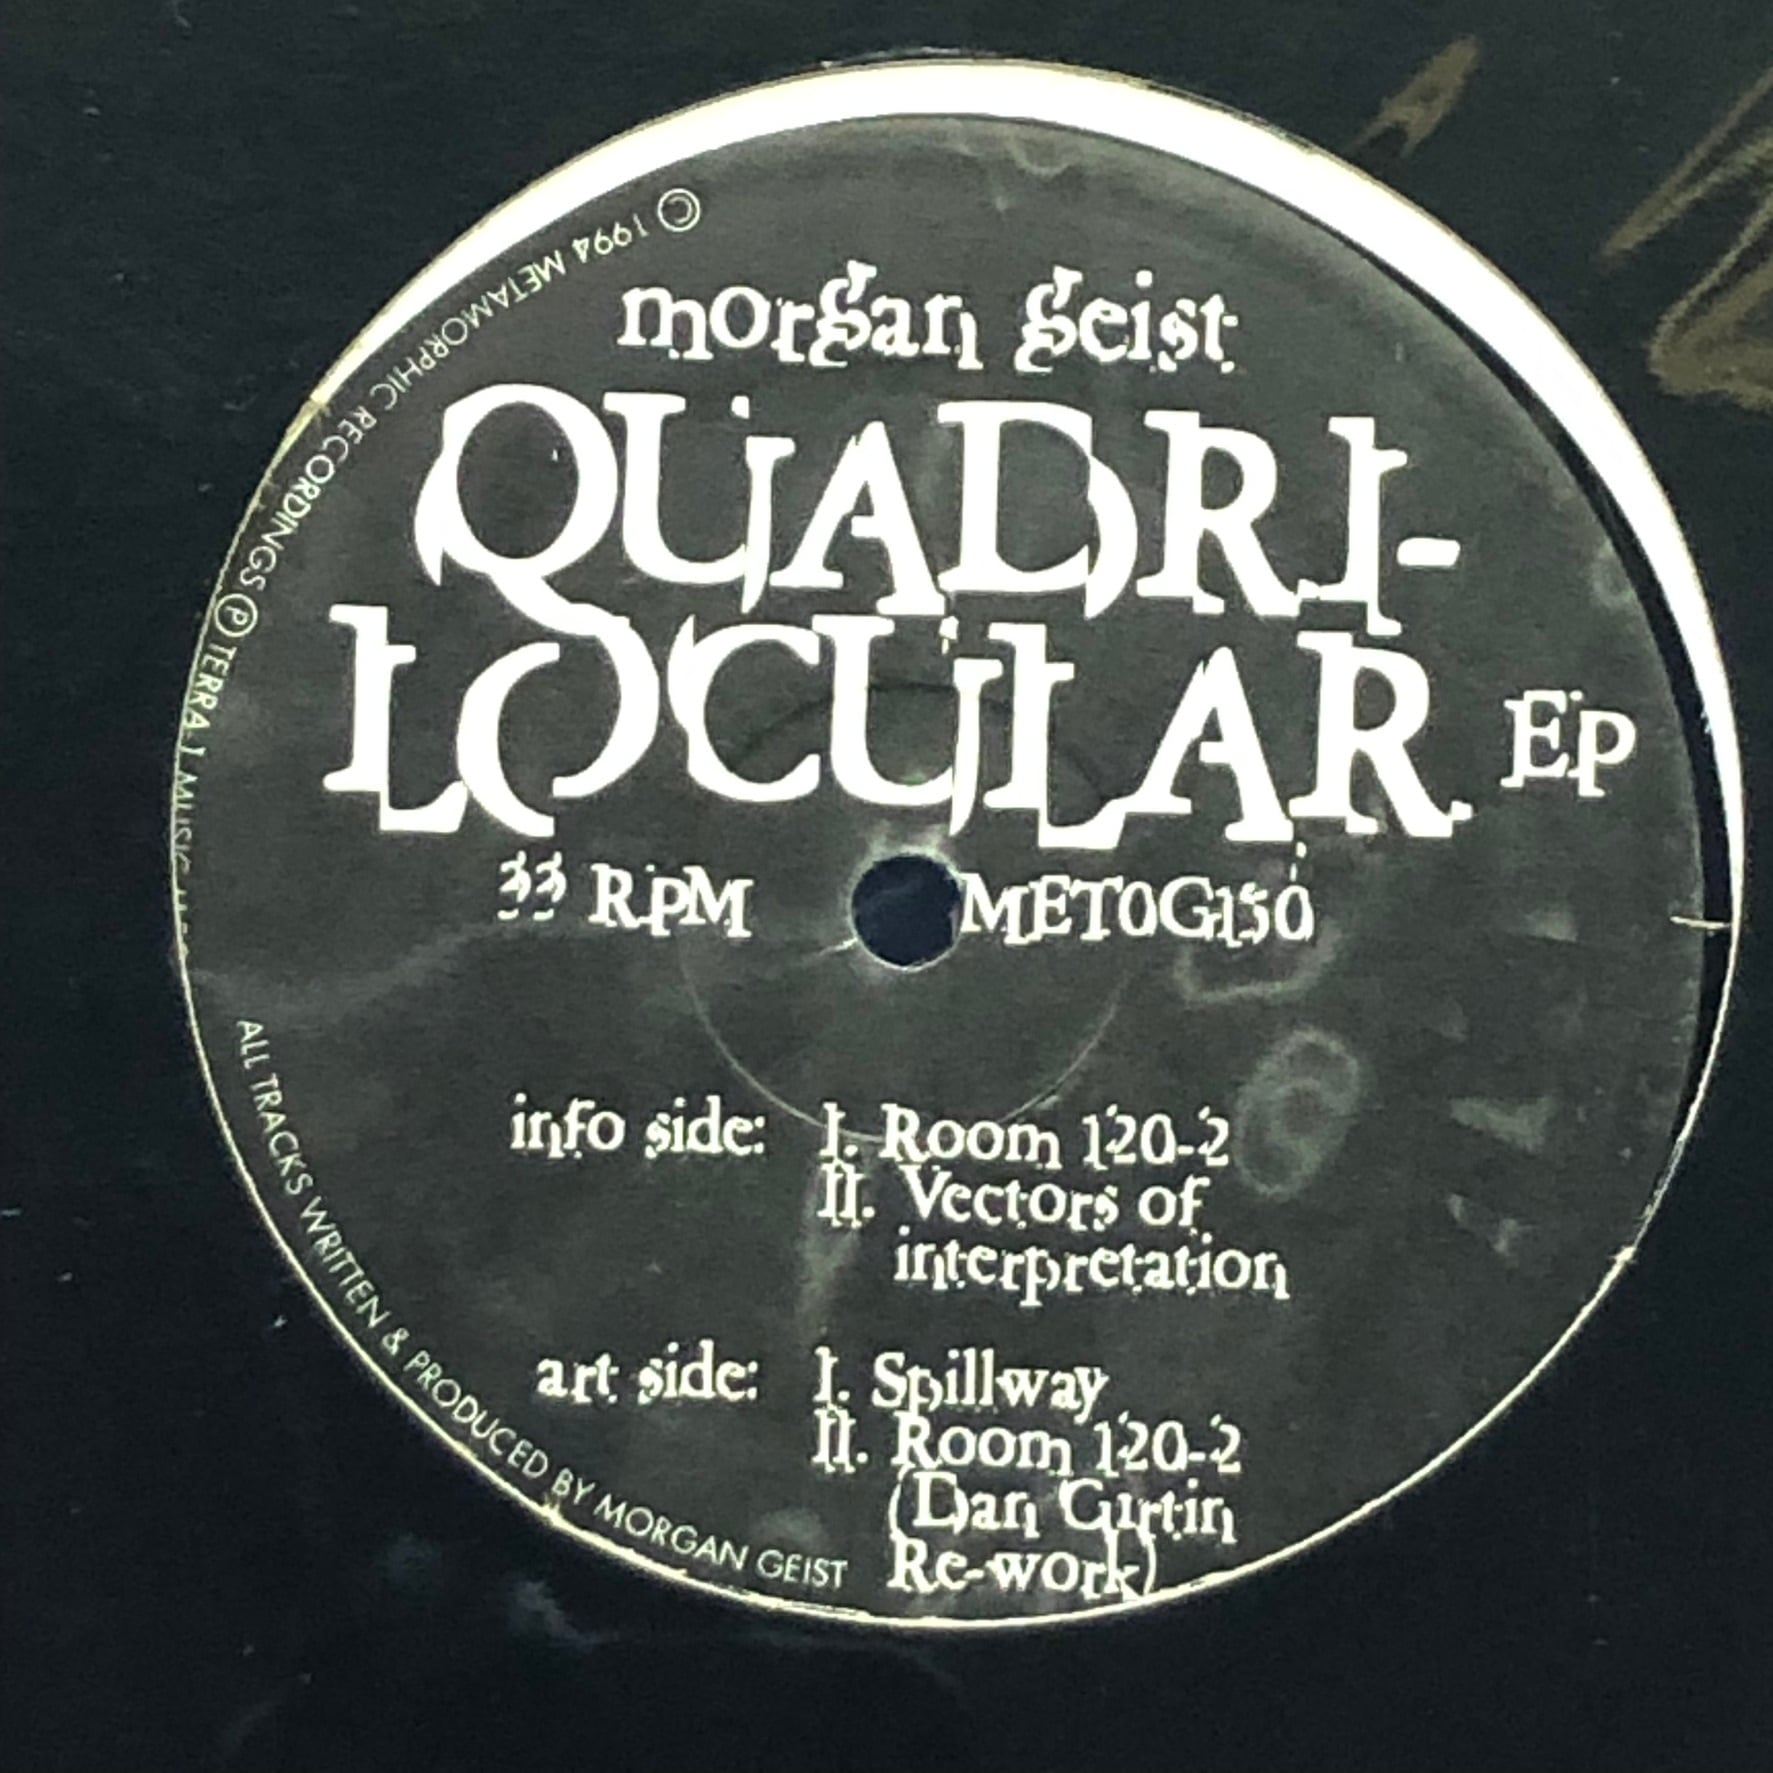 morgan geist
QUADRI-
LOCULAR EP
33 RPM METOG150
info side: I. Room 120-2
II. Vectors of
interpretation
art side: I. Spillway
II. Room 120-2
(Dan Curtin
Re-work)
© 1994 METAMORPHIC RECORDINGS Ⓟ TERRA 1 MUSIC
ALL TRACKS WRITTEN & PRODUCED BY MORGAN GEIST